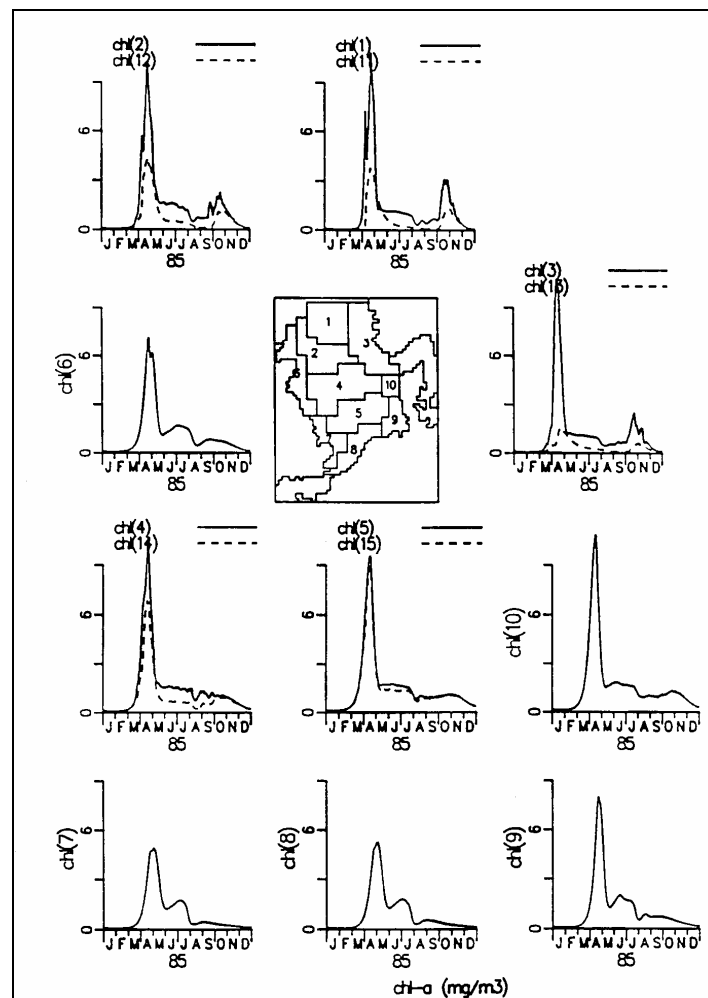 chl(2)
chl(12)
6
0
J F M A M J J A S O N D
85
chl(1)
chl(11)
6
0
J F M A M J J A S O N D
85
chl(6)
6
0
J F M A M J J A S O N D
85
1
2
3
6
4
10
5
9
8
chl(3)
chl(13)
6
0
J F M A M J J A S O N D
85
chl(4)
chl(14)
6
0
J F M A M J J A S O N D
85
chl(5)
chl(15)
6
0
J F M A M J J A S O N D
85
chl(10)
6
0
J F M A M J J A S O N D
85
chl(7)
6
0
J F M A M J J A S O N D
85
chl(8)
6
0
J F M A M J J A S O N D
85
chl(9)
6
0
J F M A M J J A S O N D
85
chl-a (mg/m3)